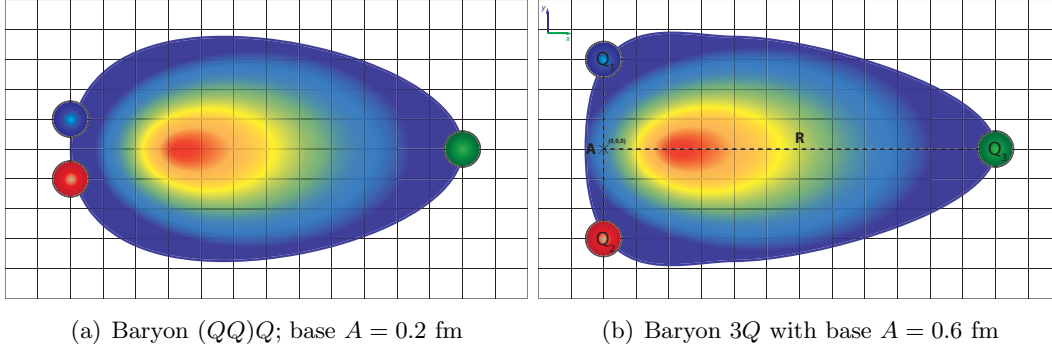 y
x
Q1
A
(0,0,0)
R
Q3
Q2
(a) Baryon (QQ)Q; base A = 0.2 fm
(b) Baryon 3Q with base A = 0.6 fm